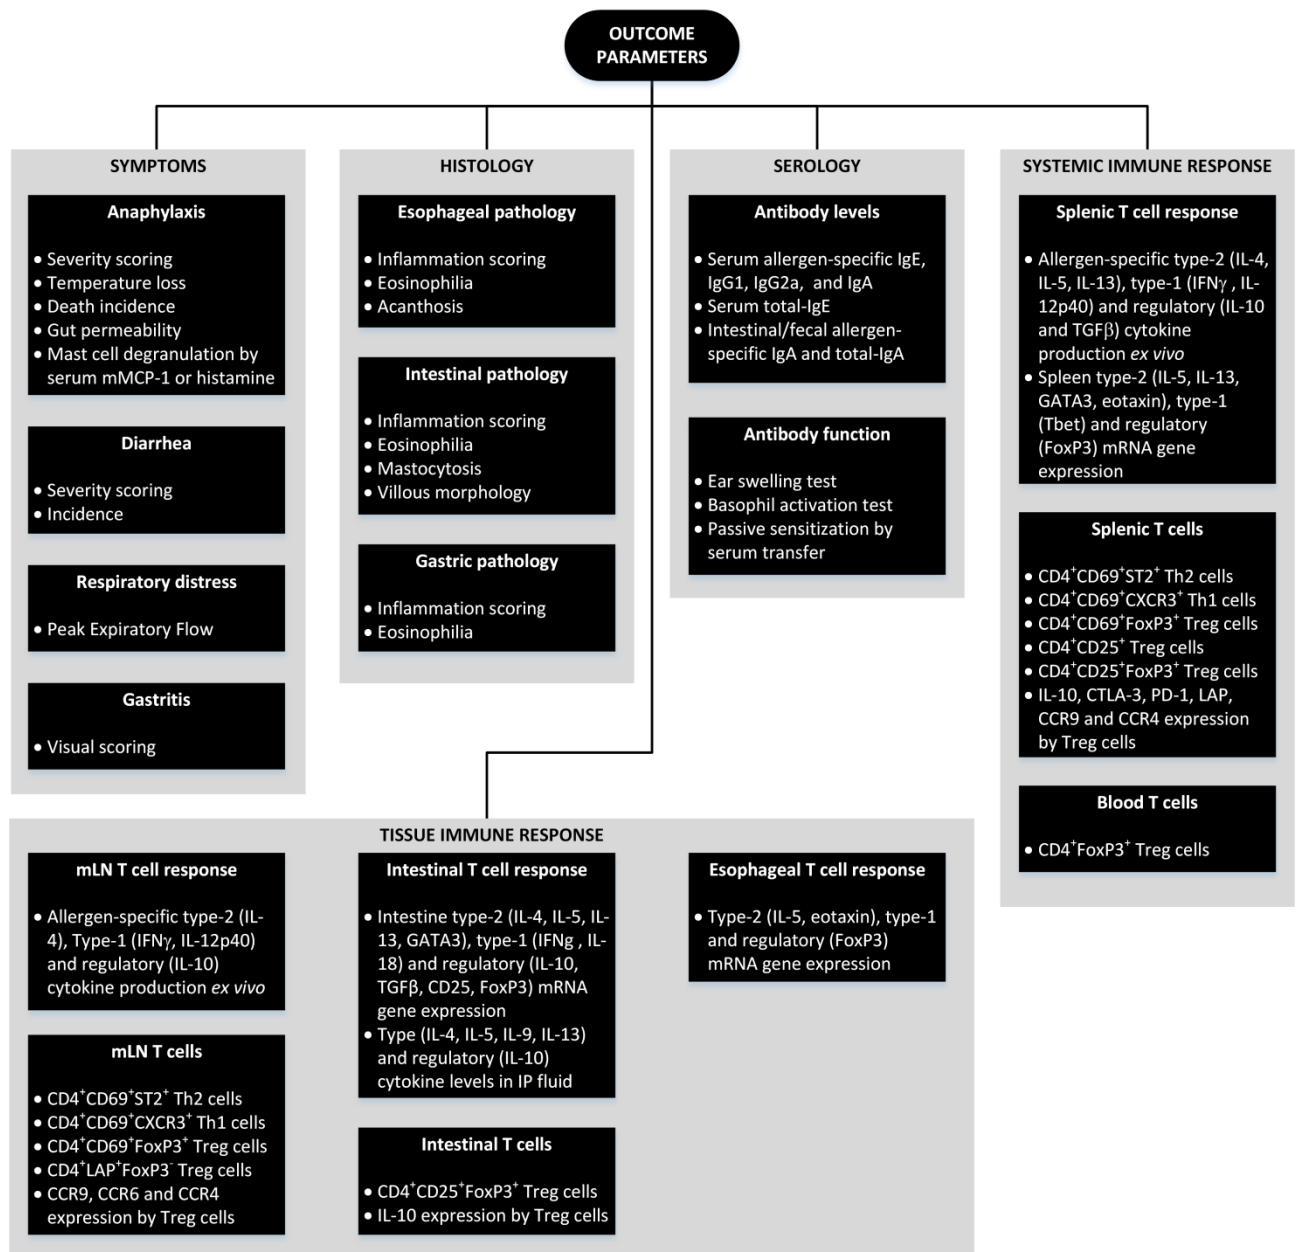 OUTCOME
PARAMETERS
SYMPTOMS
Anaphylaxis
• Severity scoring
• Temperature loss
• Death incidence
• Gut permeability
• Mast cell degranulation by
serum mMCP-1 or histamine
Diarrhea
• Severity scoring
• Incidence
Respiratory distress
• Peak Expiratory Flow
Gastritis
• Visual scoring
HISTOLOGY
Esophageal pathology
• Inflammation scoring
• Eosinophilia
• Acanthosis
Intestinal pathology
• Inflammation scoring
• Eosinophilia
• Mastocytosis
• Villous morphology
Gastric pathology
• Inflammation scoring
• Eosinophilia
SEROLOGY
Antibody levels
• Serum allergen-specific IgE,
IgG1, IgG2a, and IgA
• Serum total-IgE
• Intestinal/fecal allergen-
specific IgA and total-IgA
Antibody function
• Ear swelling test
• Basophil activation test
• Passive sensitization by
serum transfer
SYSTEMIC IMMUNE RESPONSE
Splenic T cell response
• Allergen-specific type-2 (IL-4,
IL-5, IL-13), type-1 (IFNγ , IL-
12p40) and regulatory (IL-10
and TGFβ) cytokine
production ex vivo
• Spleen type-2 (IL-5, IL-13,
GATA3, eotaxin), type-1
(Tbet) and regulatory
(FoxP3) mRNA gene
expression
Splenic T cells
• CD4⁺CD69⁺ST2⁺ Th2 cells
• CD4⁺CD69⁺CXCR3⁺ Th1 cells
• CD4⁺CD69⁺FoxP3⁺ Treg cells
• CD4⁺CD25⁺ Treg cells
• CD4⁺CD25⁺FoxP3⁺ Treg cells
• IL-10, CTLA-3, PD-1, LAP,
CCR9 and CCR4 expression
by Treg cells
Blood T cells
• CD4⁺FoxP3⁺ Treg cells
TISSUE IMMUNE RESPONSE
mLN T cell response
• Allergen-specific type-2 (IL-
4), Type-1 (IFNγ, IL-12p40)
and regulatory (IL-10)
cytokine production ex vivo
mLN T cells
• CD4⁺CD69⁺ST2⁺ Th2 cells
• CD4⁺CD69⁺CXCR3⁺ Th1 cells
• CD4⁺CD69⁺FoxP3⁺ Treg cells
• CD4⁺LAP⁺FoxP3⁻ Treg cells
• CCR9, CCR6 and CCR4
expression by Treg cells
Intestinal T cell response
• Intestine type-2 (IL-4, IL-5, IL-
13, GATA3), type-1 (IFNg , IL-
18) and regulatory (IL-10,
TGFβ, CD25, FoxP3) mRNA
gene expression
• Type (IL-4, IL-5, IL-9, IL-13)
and regulatory (IL-10)
cytokine levels in IP fluid
Intestinal T cells
• CD4⁺CD25⁺FoxP3⁺ Treg cells
• IL-10 expression by Treg cells
Esophageal T cell response
• Type-2 (IL-5, eotaxin), type-1
and regulatory (FoxP3)
mRNA gene expression